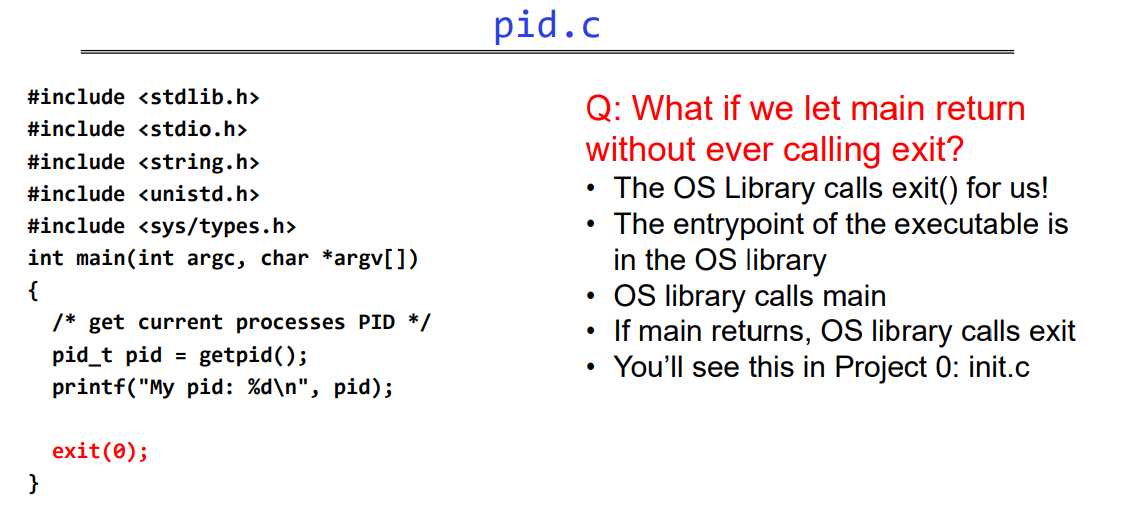 pid.c
#include <stdlib.h>
#include <stdio.h>
#include <string.h>
#include <unistd.h>
#include <sys/types.h>
int main(int argc, char *argv[])
{
  /* get current processes PID */
  pid_t pid = getpid();
  printf("My pid: %d\n", pid);
  exit(0);
}
Q: What if we let main return
without ever calling exit?
• The OS Library calls exit() for us!
• The entrypoint of the executable is
in the OS library
• OS library calls main
• If main returns, OS library calls exit
• You’ll see this in Project 0: init.c